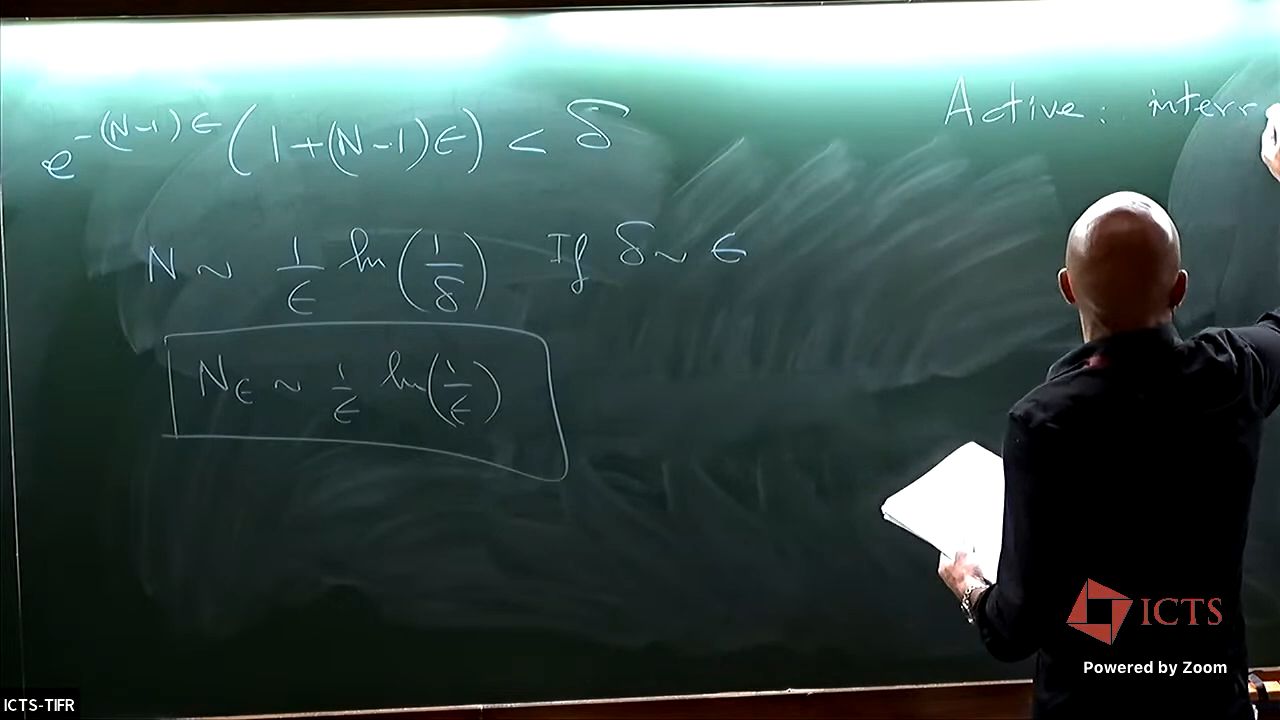 e^{-(N-1)ϵ} (1+(N-1)ϵ) < δ
Active: interr
N ~ 1/ϵ ln(1/δ) If δ ~ ϵ
N_ϵ ~ 1/ϵ ln(1/ϵ)
ICTS
Powered by Zoom
ICTS-TIFR